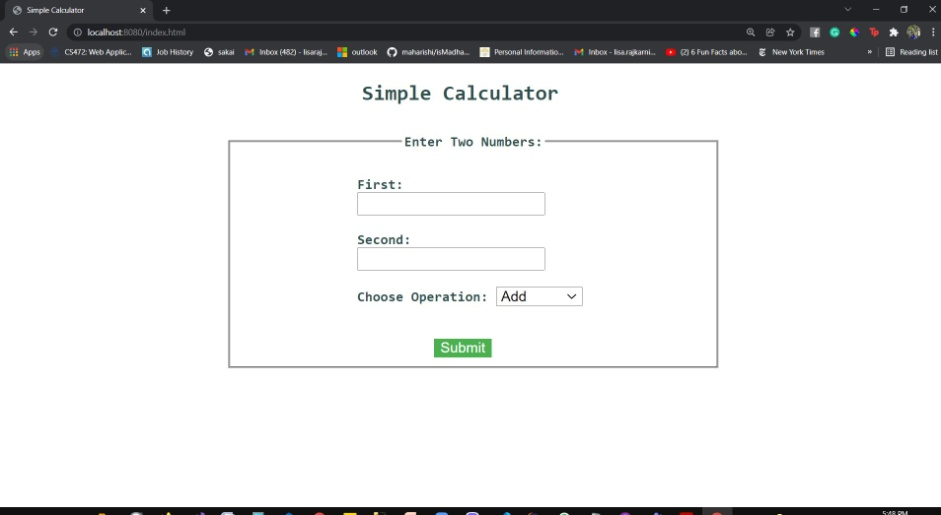 Simple Calculator
localhost:8080/index.html
Apps CS472: Web Applic... Job History sakai Inbox (482) - lisaraj... outlook maharishi/isMadha... Personal Informatio... Inbox - lisa.rajkarni... (2) 6 Fun Facts abo... New York Times » Reading list
Simple Calculator
Enter Two Numbers:
First:
Second:
Choose Operation: Add
Submit
5:48 PM